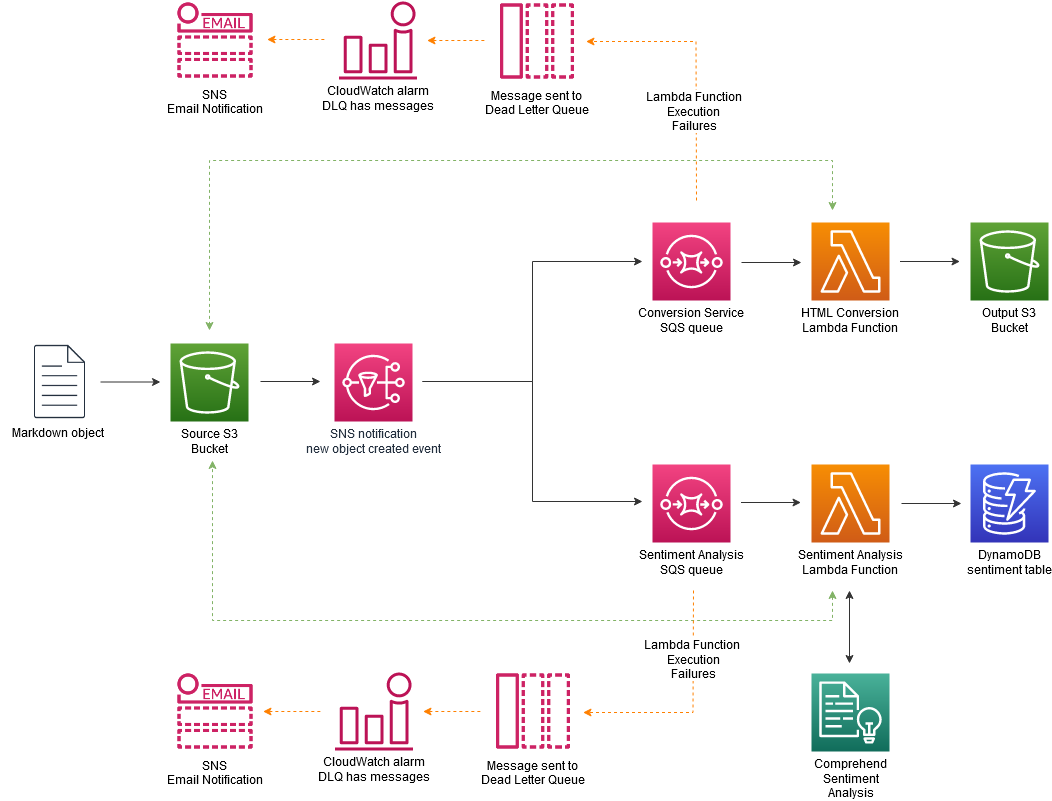 EMAIL
SNS
Email Notification
CloudWatch alarm
DLQ has messages
Message sent to
Dead Letter Queue
Lambda Function
Execution
Failures
Conversion Service
SQS queue
HTML Conversion
Lambda Function
Output S3
Bucket
Markdown object
Source S3
Bucket
SNS notification
new object created event
Sentiment Analysis
SQS queue
Sentiment Analysis
Lambda Function
DynamoDB
sentiment table
Lambda Function
Execution
Failures
EMAIL
SNS
Email Notification
CloudWatch alarm
DLQ has messages
Message sent to
Dead Letter Queue
Comprehend
Sentiment
Analysis